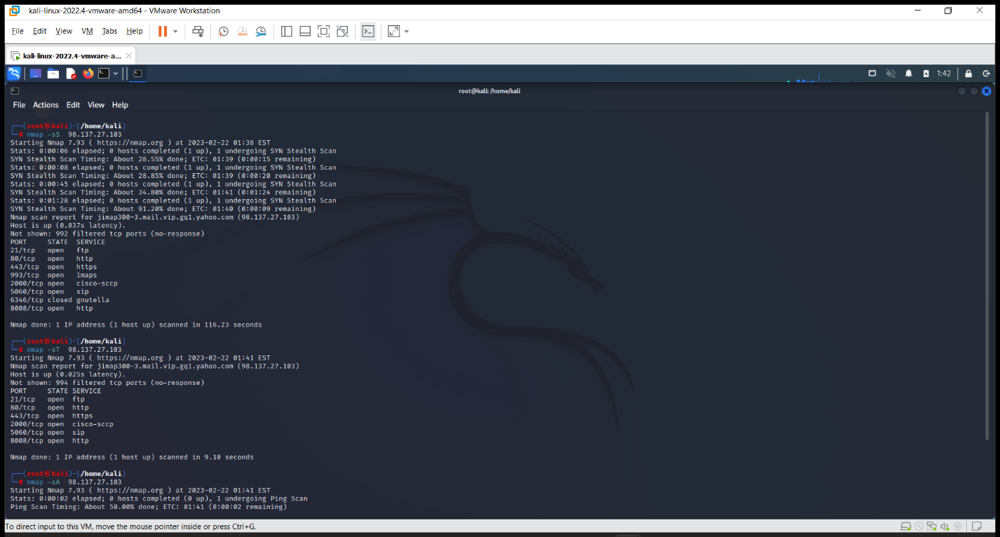 kali-linux-2022.4-vmware-amd64 - VMware Workstation
File Edit View VM Tabs Help
kali-linux-2022.4-vmware-a...
1:42
root@kali: /home/kali
File Actions Edit View Help
┌──(root㉿kali)-[/home/kali]
└─# nmap -sS  98.137.27.103
Starting Nmap 7.93 ( https://nmap.org ) at 2023-02-22 01:38 EST
Stats: 0:00:06 elapsed; 0 hosts completed (1 up), 1 undergoing SYN Stealth Scan
SYN Stealth Scan Timing: About 28.55% done; ETC: 01:39 (0:00:15 remaining)
Stats: 0:00:08 elapsed; 0 hosts completed (1 up), 1 undergoing SYN Stealth Scan
SYN Stealth Scan Timing: About 28.85% done; ETC: 01:39 (0:00:20 remaining)
Stats: 0:00:45 elapsed; 0 hosts completed (1 up), 1 undergoing SYN Stealth Scan
SYN Stealth Scan Timing: About 34.80% done; ETC: 01:41 (0:01:24 remaining)
Stats: 0:01:28 elapsed; 0 hosts completed (1 up), 1 undergoing SYN Stealth Scan
SYN Stealth Scan Timing: About 91.20% done; ETC: 01:40 (0:00:09 remaining)
Nmap scan report for jimap300-3.mail.vip.gq1.yahoo.com (98.137.27.103)
Host is up (0.037s latency).
Not shown: 992 filtered tcp ports (no-response)
PORT     STATE  SERVICE
21/tcp   open   ftp
80/tcp   open   http
443/tcp  open   https
993/tcp  open   imaps
2000/tcp open   cisco-sccp
5060/tcp open   sip
6346/tcp closed gnutella
8008/tcp open   http
Nmap done: 1 IP address (1 host up) scanned in 116.23 seconds
┌──(root㉿kali)-[/home/kali]
└─# nmap -sT  98.137.27.103
Starting Nmap 7.93 ( https://nmap.org ) at 2023-02-22 01:41 EST
Nmap scan report for jimap300-3.mail.vip.gq1.yahoo.com (98.137.27.103)
Host is up (0.025s latency).
Not shown: 994 filtered tcp ports (no-response)
PORT     STATE SERVICE
21/tcp   open  ftp
80/tcp   open  http
443/tcp  open  https
2000/tcp open  cisco-sccp
5060/tcp open  sip
8008/tcp open  http
Nmap done: 1 IP address (1 host up) scanned in 9.10 seconds
┌──(root㉿kali)-[/home/kali]
└─# nmap -sA  98.137.27.103
Starting Nmap 7.93 ( https://nmap.org ) at 2023-02-22 01:41 EST
Stats: 0:00:02 elapsed; 0 hosts completed (0 up), 1 undergoing Ping Scan
Ping Scan Timing: About 50.00% done; ETC: 01:41 (0:00:02 remaining)
To direct input to this VM, move the mouse pointer inside or press Ctrl+G.